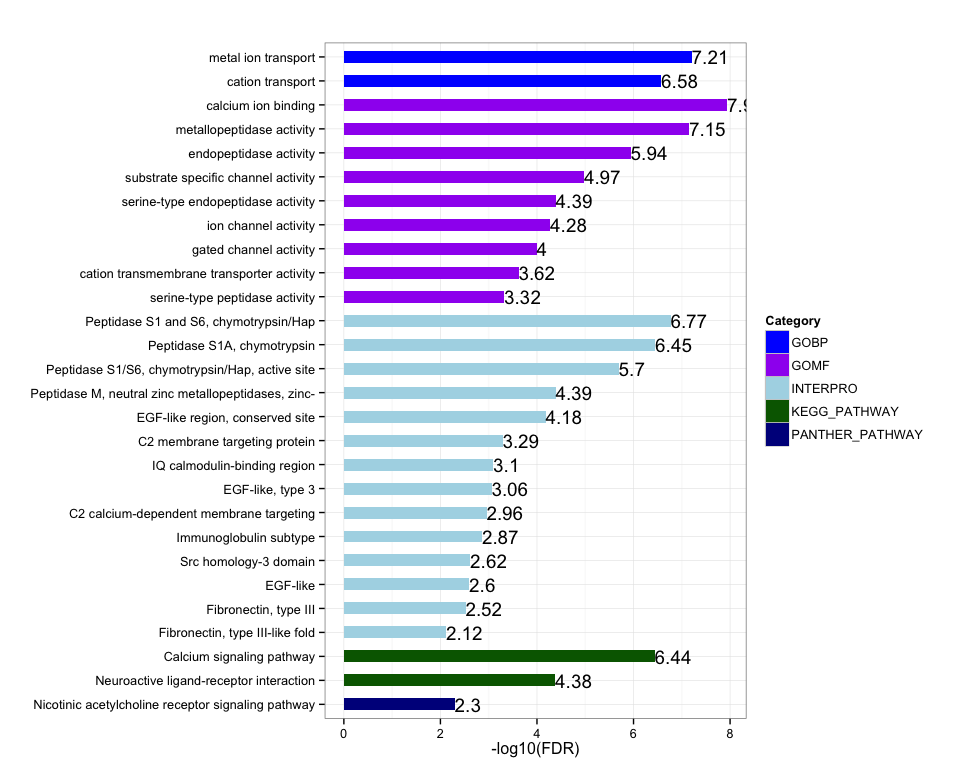 metal ion transport 7.21
cation transport 6.58
calcium ion binding
metallopeptidase activity 7.15
endopeptidase activity 5.94
substrate specific channel activity 4.97
serine-type endopeptidase activity 4.39
ion channel activity 4.28
gated channel activity 4
cation transmembrane transporter activity 3.62
serine-type peptidase activity 3.32
Peptidase S1 and S6, chymotrypsin/Hap 6.77
Peptidase S1A, chymotrypsin 6.45
Peptidase S1/S6, chymotrypsin/Hap, active site 5.7
Peptidase M, neutral zinc metallopeptidases, zinc- 4.39
EGF-like region, conserved site 4.18
C2 membrane targeting protein 3.29
IQ calmodulin-binding region 3.1
EGF-like, type 3 3.06
C2 calcium-dependent membrane targeting 2.96
Immunoglobulin subtype 2.87
Src homology-3 domain 2.62
EGF-like 2.6
Fibronectin, type III 2.52
Fibronectin, type III-like fold 2.12
Calcium signaling pathway 6.44
Neuroactive ligand-receptor interaction 4.38
Nicotinic acetylcholine receptor signaling pathway 2.3
0 2 4 6 8
-log10(FDR)
Category
GOBP
GOMF
INTERPRO
KEGG_PATHWAY
PANTHER_PATHWAY